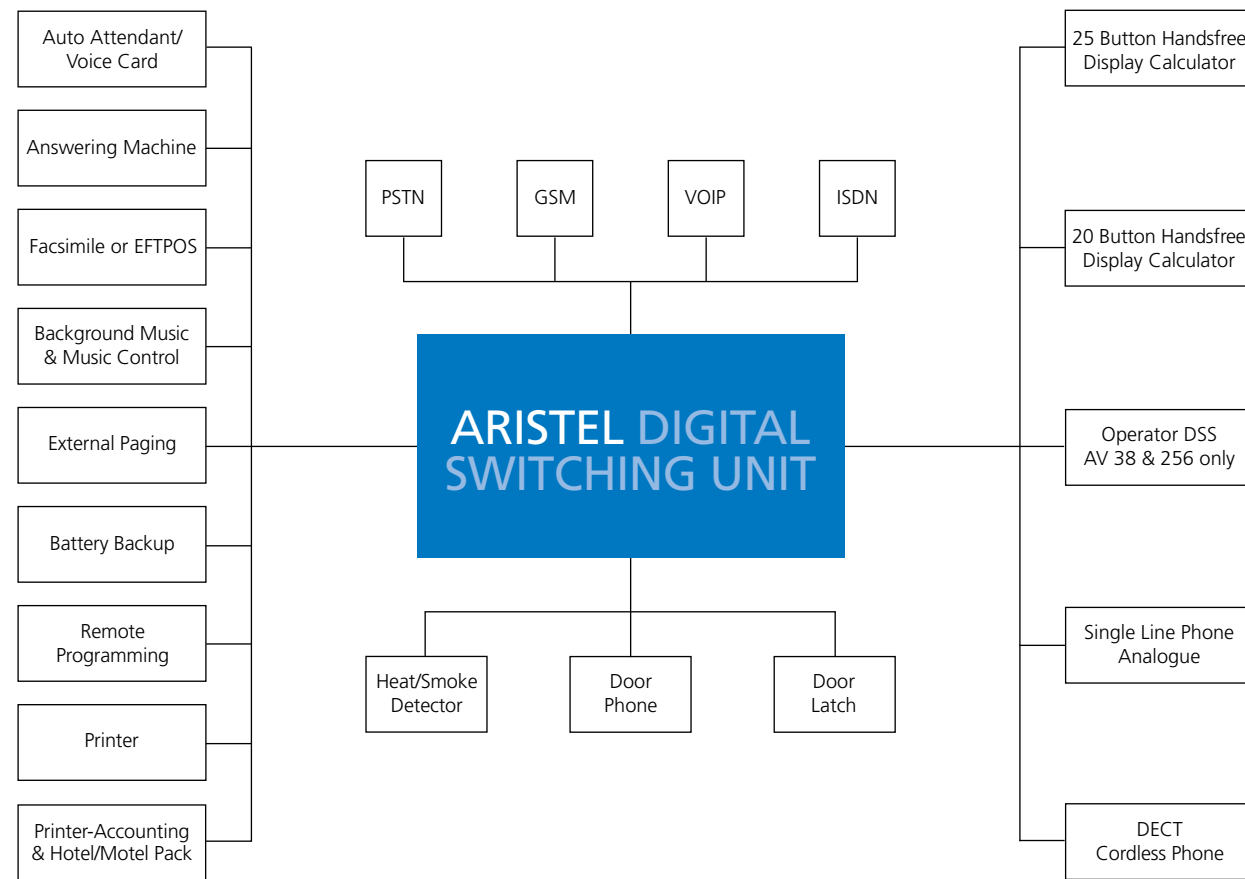 Auto Attendant/
Voice Card
Answering Machine
Facsimile or EFTPOS
Background Music
& Music Control
External Paging
Battery Backup
Remote
Programming
Printer
Printer-Accounting
& Hotel/Motel Pack
PSTN
GSM
VOIP
ISDN
ARISTEL DIGITAL
SWITCHING UNIT
Heat/Smoke
Detector
Door
Phone
Door
Latch
25 Button Handsfree
Display Calculator
20 Button Handsfree
Display Calculator
Operator DSS
AV 38 & 256 only
Single Line Phone
Analogue
DECT
Cordless Phone